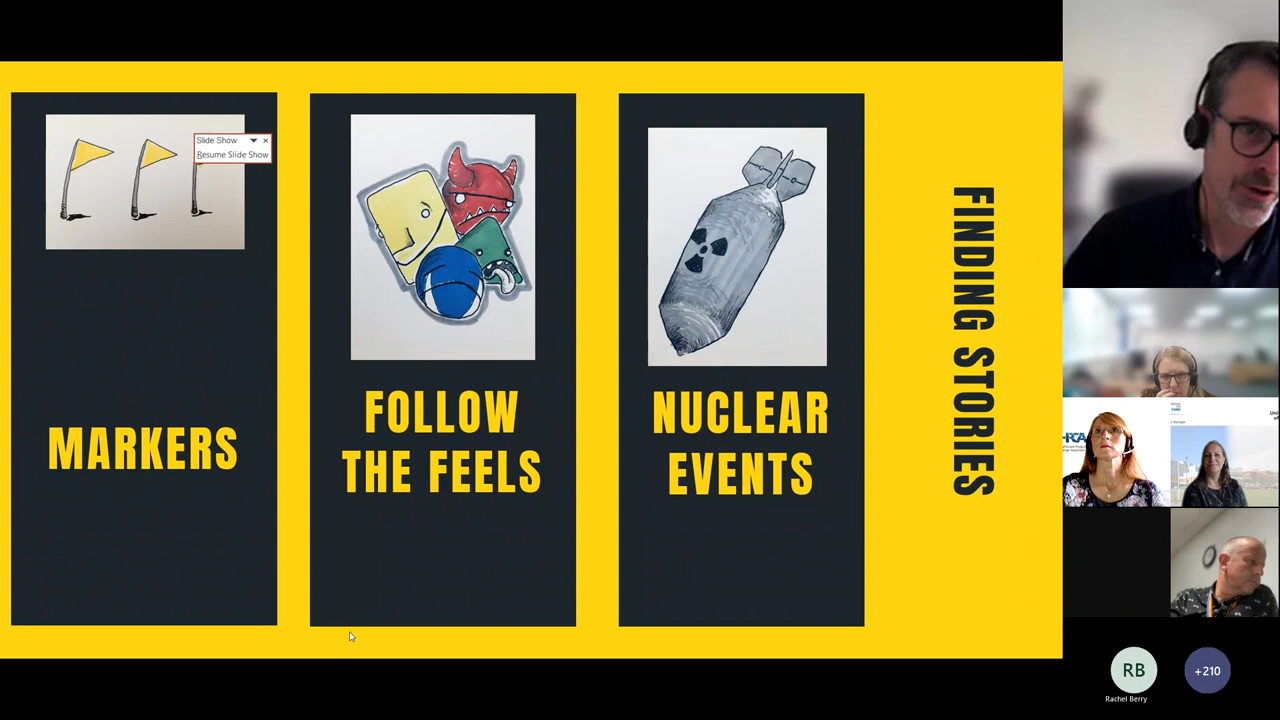 Slide Show
Resume Slide Show
MARKERS
FOLLOW
THE FEELS
NUCLEAR
EVENTS
FINDING STORIES
RB
Rachel Berry
+210